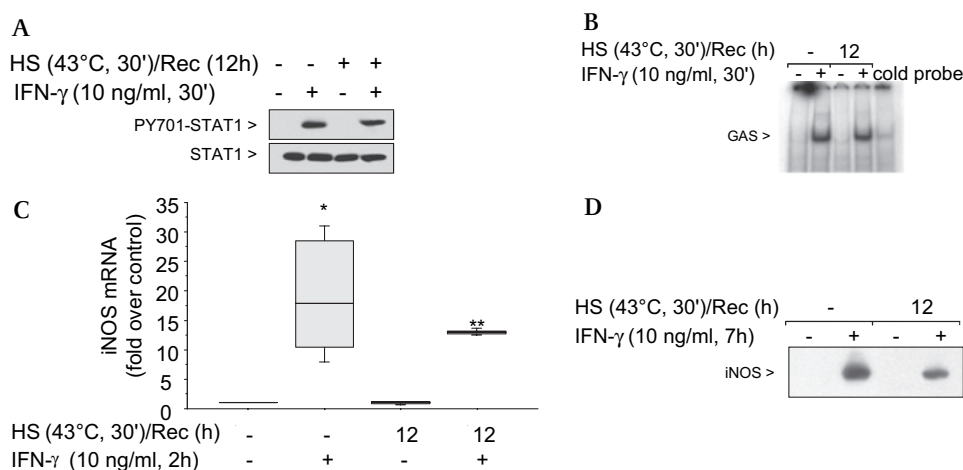 A
HS (43°C, 30')/Rec (12h) - - + +
IFN-γ (10 ng/ml, 30') - + - +
PY701-STAT1 >
STAT1 >
B
HS (43°C, 30')/Rec (h) - 12
IFN-γ (10 ng/ml, 30') - + - + cold probe
GAS >
C
iNOS mRNA
(fold over control)
35
30
25
20
15
10
5
0
*
**
HS (43°C, 30')/Rec (h) - - 12 12
IFN-γ (10 ng/ml, 2h) - + - +
D
HS (43°C, 30')/Rec (h) - 12
IFN-γ (10 ng/ml, 7h) - + - +
iNOS >